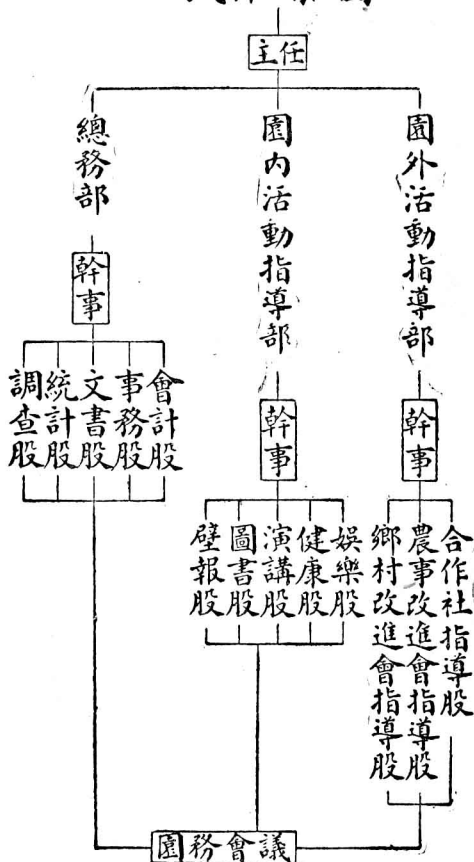 主任
園外活動指導部
園內活動指導部
總務部
幹事
幹事
幹事
會計股
事務股
文書股
統計股
調查股
合作社指導股
農事改進會指導股
鄉村改進會指導股
娛樂股
健康股
演講股
圖書股
壁報股
園務會議